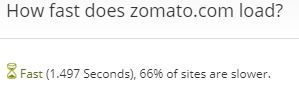 How fast does zomato.com load?
Fast (1.497 Seconds), 66% of sites are slower.